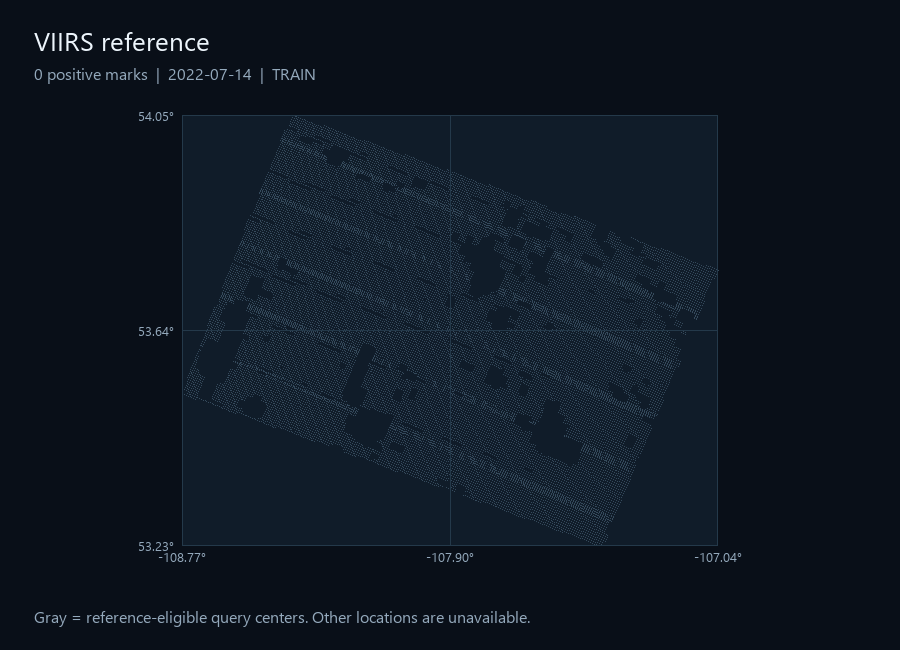 VIIRS reference
0 positive marks | 2022-07-14 | TRAIN
54.05°
53.64°
53.23°
-108.77°
-107.90°
-107.04°
Gray = reference-eligible query centers. Other locations are unavailable.